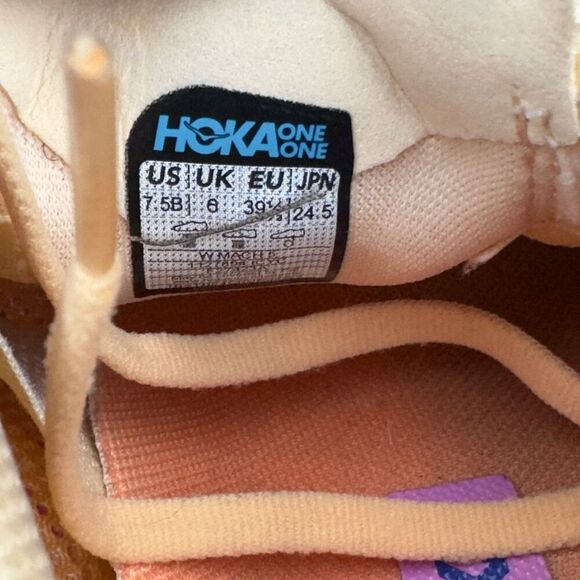 HOKA ONE ONE
US UK EU JPN
7.5B 6 39⅓ 24.5
W MACH 5